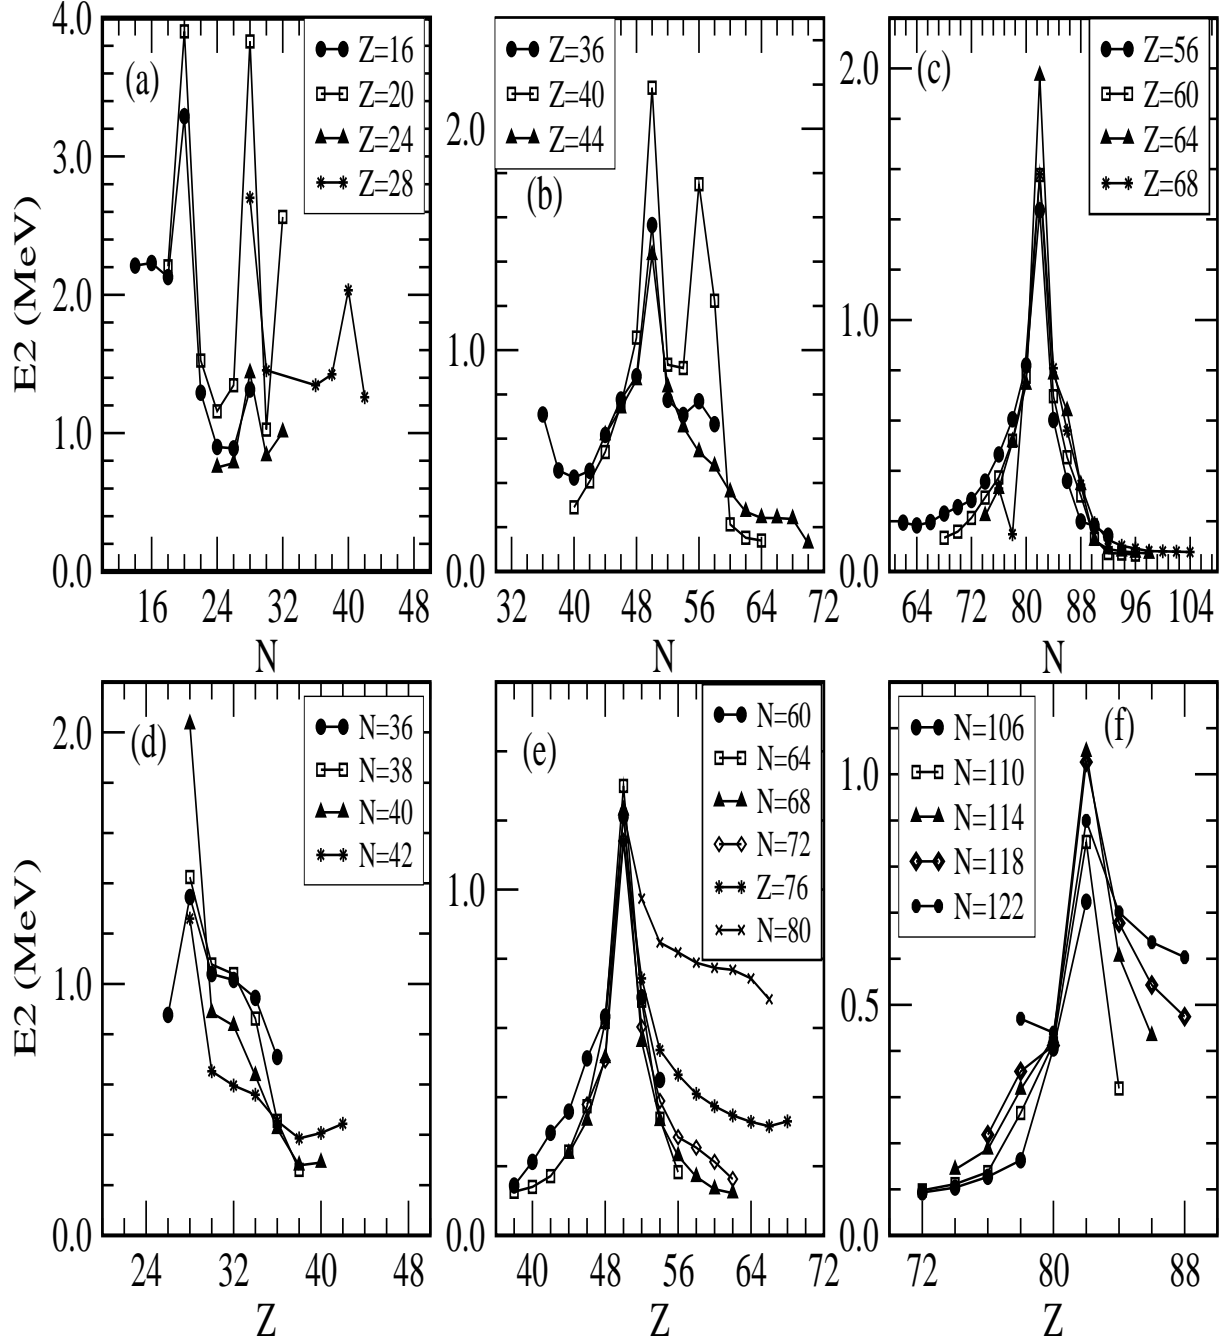 4.0
3.0
2.0
1.0
0.0
E2 (MeV)
(a)
Z=16
Z=20
Z=24
Z=28
16 24 32 40 48
N
2.0
1.0
0.0
(b)
Z=36
Z=40
Z=44
32 40 48 56 64 72
N
2.0
1.0
0.0
(c)
Z=56
Z=60
Z=64
Z=68
64 72 80 88 96 104
N
2.0
1.0
0.0
E2 (MeV)
(d)
N=36
N=38
N=40
N=42
24 32 40 48
Z
1.0
0.0
(e)
N=60
N=64
N=68
N=72
Z=76
N=80
40 48 56 64 72
Z
1.0
0.5
0.0
(f)
N=106
N=110
N=114
N=118
N=122
72 80 88
Z